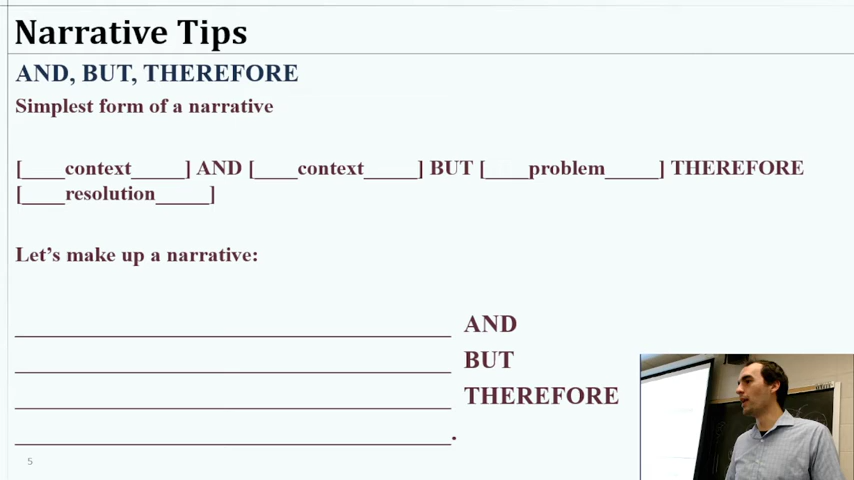 Narrative Tips
AND, BUT, THEREFORE
Simplest form of a narrative
[____context_____] AND [____context_____] BUT [____problem_____] THEREFORE
[____resolution_____]
Let's make up a narrative:
________________________________________ AND
________________________________________ BUT
________________________________________ THEREFORE
________________________________________.
5